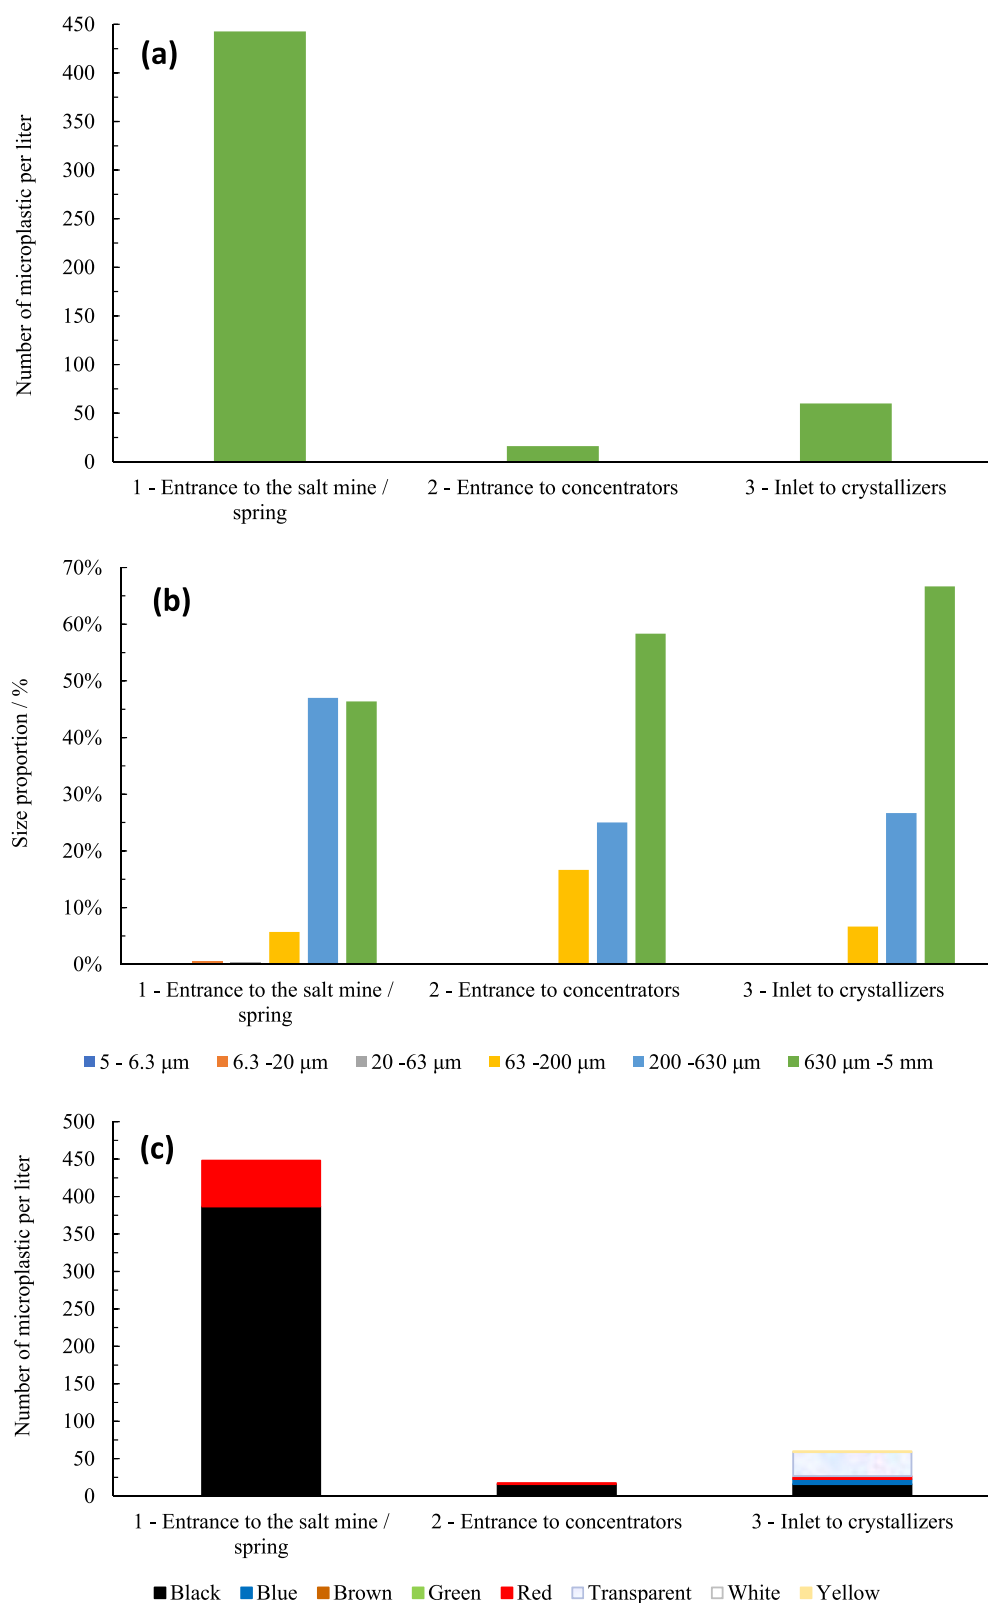 (a)
Number of microplastic per liter
450
400
350
300
250
200
150
100
50
0
1 - Entrance to the salt mine / spring
2 - Entrance to concentrators
3 - Inlet to crystallizers
(b)
Size proportion / %
70%
60%
50%
40%
30%
20%
10%
0%
1 - Entrance to the salt mine / spring
2 - Entrance to concentrators
3 - Inlet to crystallizers
5 - 6.3 μm
6.3 -20 μm
20 -63 μm
63 -200 μm
200 -630 μm
630 μm -5 mm
(c)
Number of microplastic per liter
500
450
400
350
300
250
200
150
100
50
0
1 - Entrance to the salt mine / spring
2 - Entrance to concentrators
3 - Inlet to crystallizers
Black
Blue
Brown
Green
Red
Transparent
White
Yellow